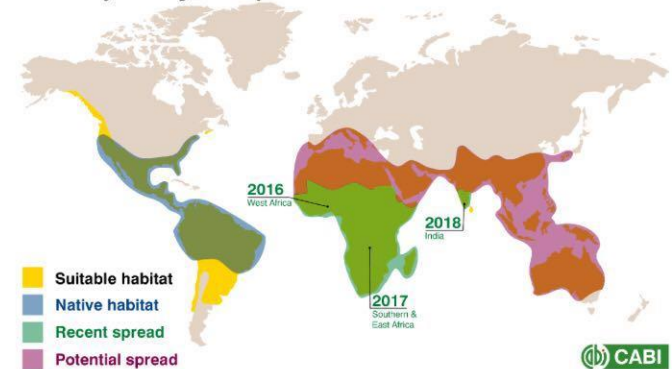 2016
West Africa
2018
India
2017
Southern &
East Africa
Suitable habitat
Native habitat
Recent spread
Potential spread
CABI